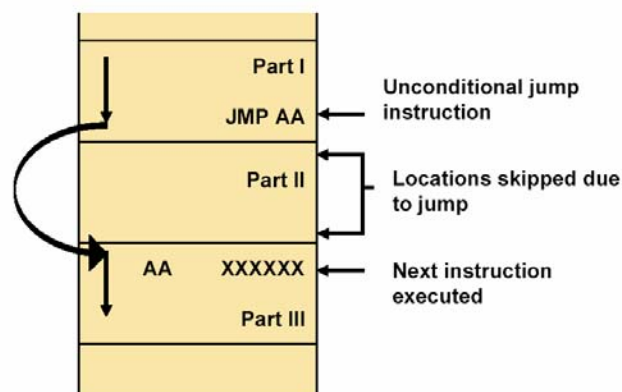 Part I
Unconditional jump
instruction
JMP AA
Part II
Locations skipped due
to jump
AA XXXXXX
Next instruction
executed
Part III